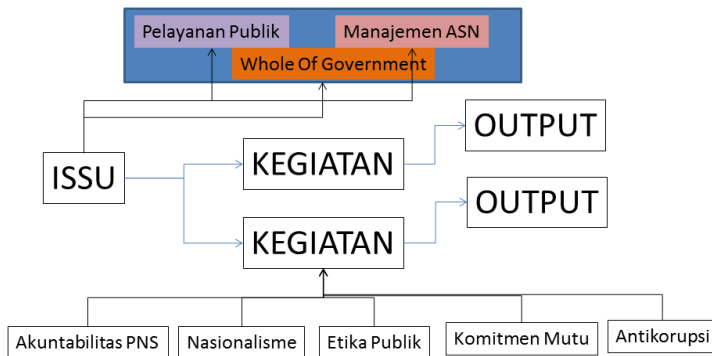 Pelayanan Publik
Manajemen ASN
Whole Of Government
OUTPUT
KEGIATAN
ISSU
OUTPUT
KEGIATAN
Akuntabilitas PNS
Nasionalisme
Etika Publik
Komitmen Mutu
Antikorupsi